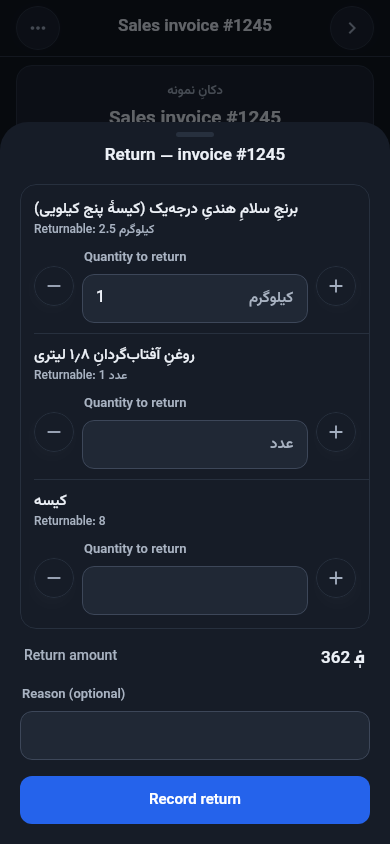 Sales invoice #1245
دکانِ نمونه
Sales invoice #1245
Return — invoice #1245
برنجِ سلامِ هندیِ درجه‌یک (کیسهٔ پنج کیلویی)
Returnable: 2.5 کیلوگرم
Quantity to return
1 کیلوگرم
روغنِ آفتاب‌گردانِ ۱٫۸ لیتری
Returnable: 1 عدد
Quantity to return
عدد
کیسه
Returnable: 8
Quantity to return
Return amount 362 ؋
Reason (optional)
Record return